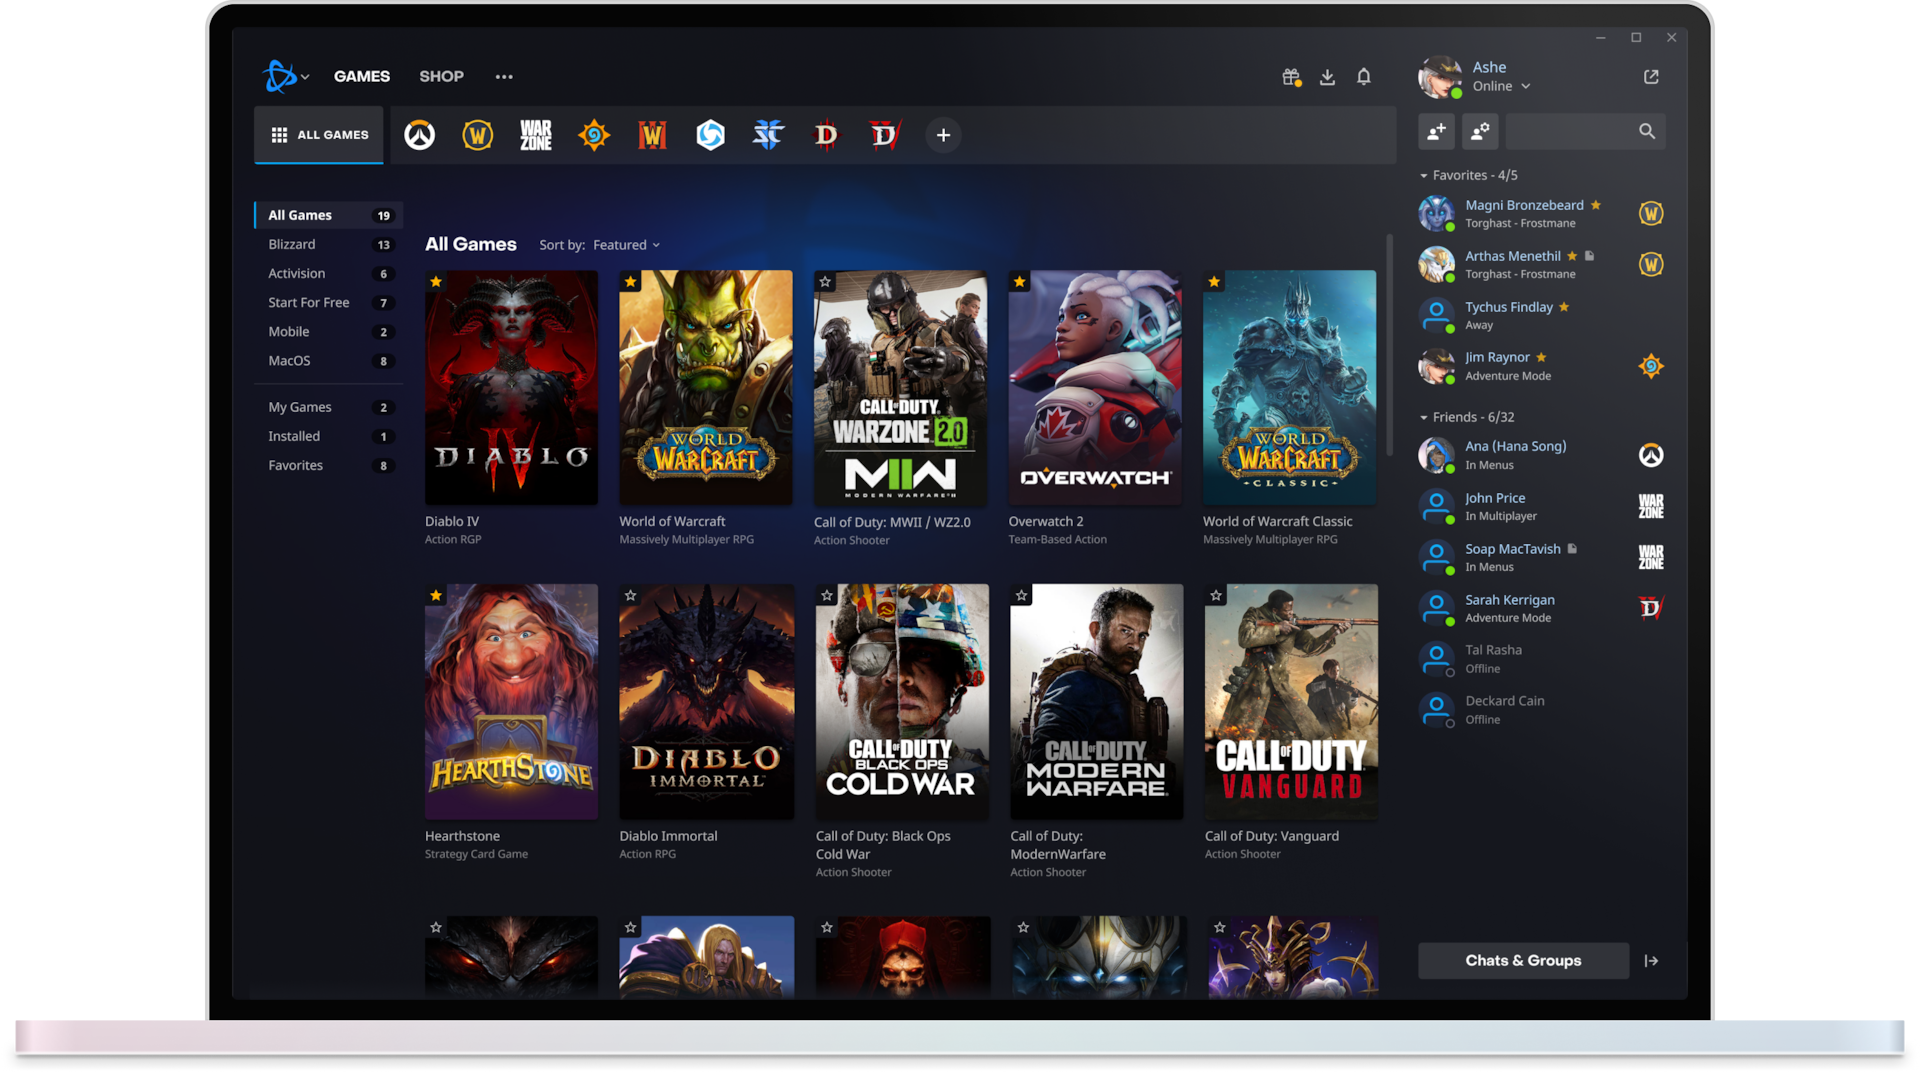 GAMES
SHOP
Ashe
Online
ALL GAMES
W
WAR
ZONE
W
D
D
Favorites - 4/5
Magni Bronzebeard
Torghast - Frostmane
W
Arthas Menethil
Torghast - Frostmane
W
Tychus Findlay
Away
Jim Raynor
Adventure Mode
Friends - 6/32
Ana (Hana Song)
In Menus
John Price
In Multiplayer
WAR
ZONE
Soap MacTavish
In Menus
WAR
ZONE
Sarah Kerrigan
Adventure Mode
D
Tal Rasha
Offline
Deckard Cain
Offline
Chats & Groups
All Games 19
Blizzard 13
Activision 6
Start For Free 7
Mobile 2
MacOS 8
My Games 2
Installed 1
Favorites 8
All Games
Sort by: Featured
DIABLO
IV
WORLD
OF
WARCRAFT
CALL OF DUTY
WARZONE 2.0
MWII
MODERN WARFARE II
OVERWATCH
WORLD
OF
WARCRAFT
CLASSIC
Diablo IV
Action RGP
World of Warcraft
Massively Multiplayer RPG
Call of Duty: MWII / WZ2.0
Action Shooter
Overwatch 2
Team-Based Action
World of Warcraft Classic
Massively Multiplayer RPG
HEARTHSTONE
DIABLO
IMMORTAL
CALL OF DUTY
BLACK OPS
COLD WAR
CALL OF DUTY
MODERN
WARFARE
CALL OF DUTY
VANGUARD
Hearthstone
Strategy Card Game
Diablo Immortal
Action RPG
Call of Duty: Black Ops
Cold War
Action Shooter
Call of Duty:
ModernWarfare
Action Shooter
Call of Duty: Vanguard
Action Shooter